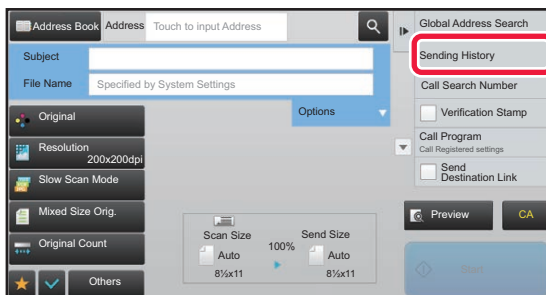 Address Book
Address
Touch to input Address
Subject
File Name
Specified by System Settings
Options
Original
Resolution
200x200dpi
Slow Scan
Mode
Mixed Size Orig.
Original Count
Others
Scan Size
Auto
8½x11
100%
Send Size
Auto
8½x11
Global Address Search
Sending History
Call Search Number
Verification Stamp
Call Program
Call Registered settings
Send
Destination Link
Preview
CA
Start